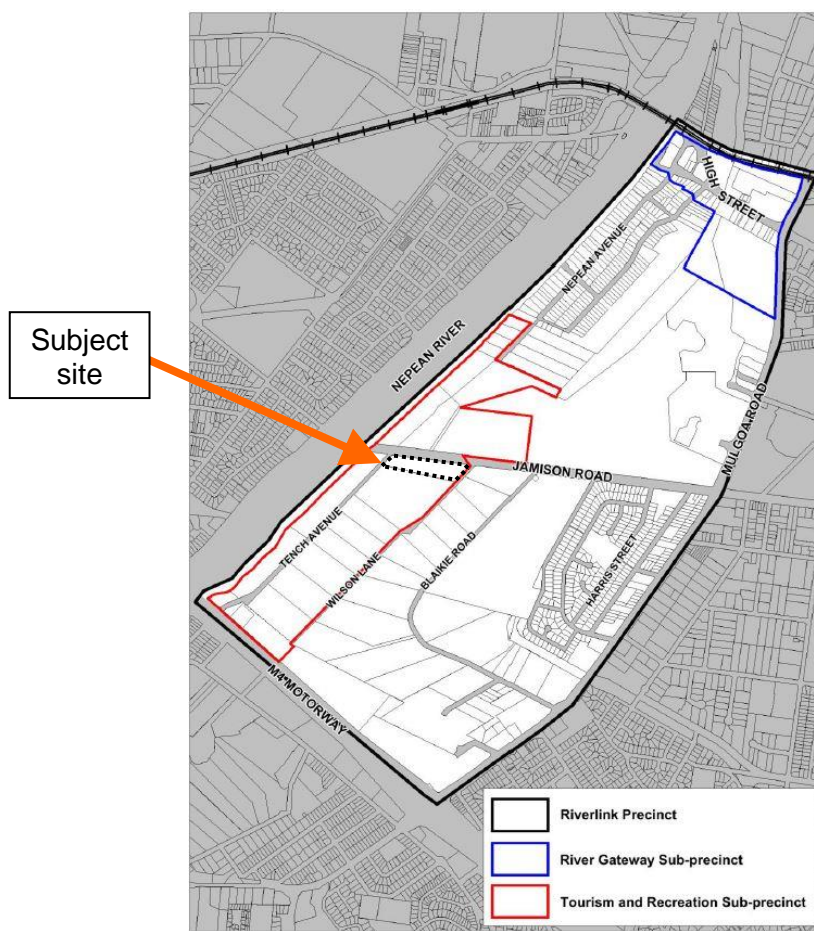 HIGH STREET
NEPEAN AVENUE
Subject
site
NEPEAN RIVER
MULGOA ROAD
JAMISON ROAD
TENCH AVENUE
WILSON LANE
BLAIKIE ROAD
HARRIS STREET
M4 MOTORWAY
Riverlink Precinct
River Gateway Sub-precinct
Tourism and Recreation Sub-precinct